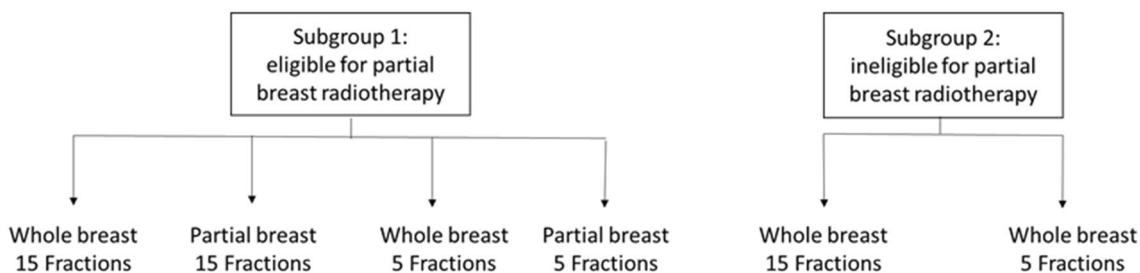 Subgroup 1:
eligible for partial
breast radiotherapy
Subgroup 2:
ineligible for partial
breast radiotherapy
Whole breast
15 Fractions
Partial breast
15 Fractions
Whole breast
5 Fractions
Partial breast
5 Fractions
Whole breast
15 Fractions
Whole breast
5 Fractions